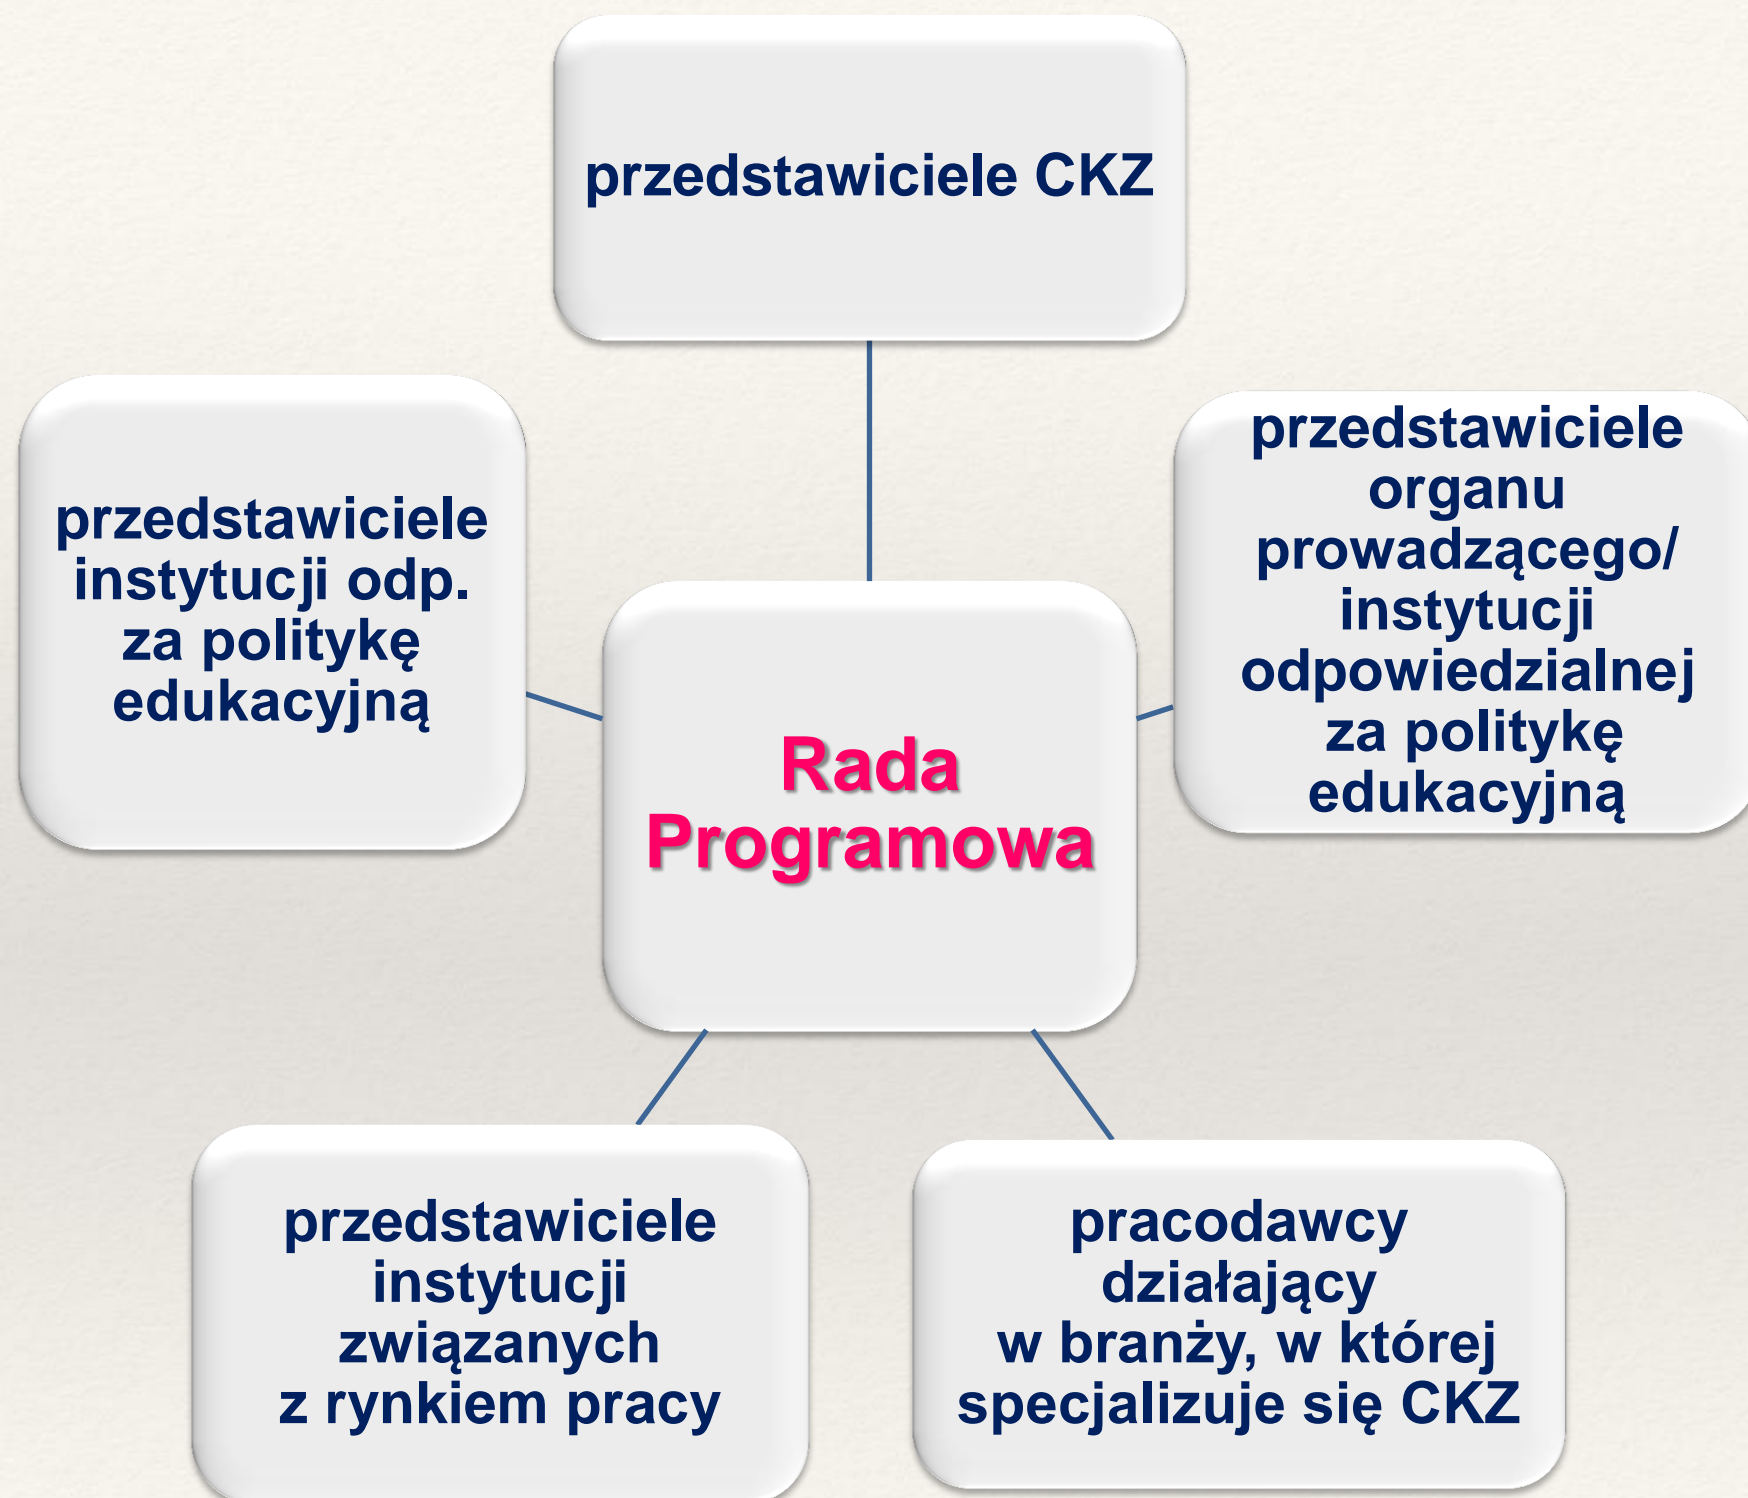 przedstawiciele CKZ
przedstawiciele
instytucji odp.
za politykę
edukacyjną
przedstawiciele
organu
prowadzącego/
instytucji
odpowiedzialnej
za politykę
edukacyjną
Rada
Programowa
przedstawiciele
instytucji
związanych
z rynkiem pracy
pracodawcy
działający
w branży, w której
specjalizuje się CKZ